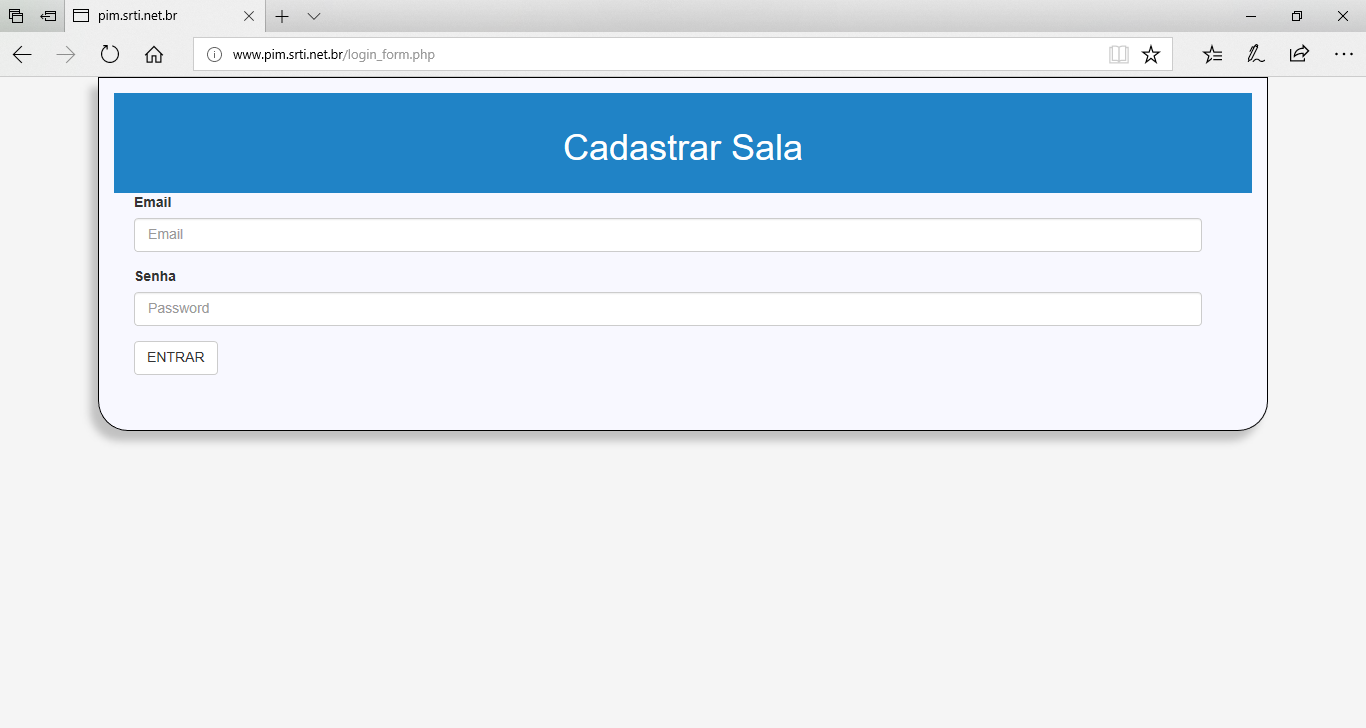 pim.srti.net.br
www.pim.srti.net.br/login_form.php
Cadastrar Sala
Email
Email
Senha
Password
ENTRAR